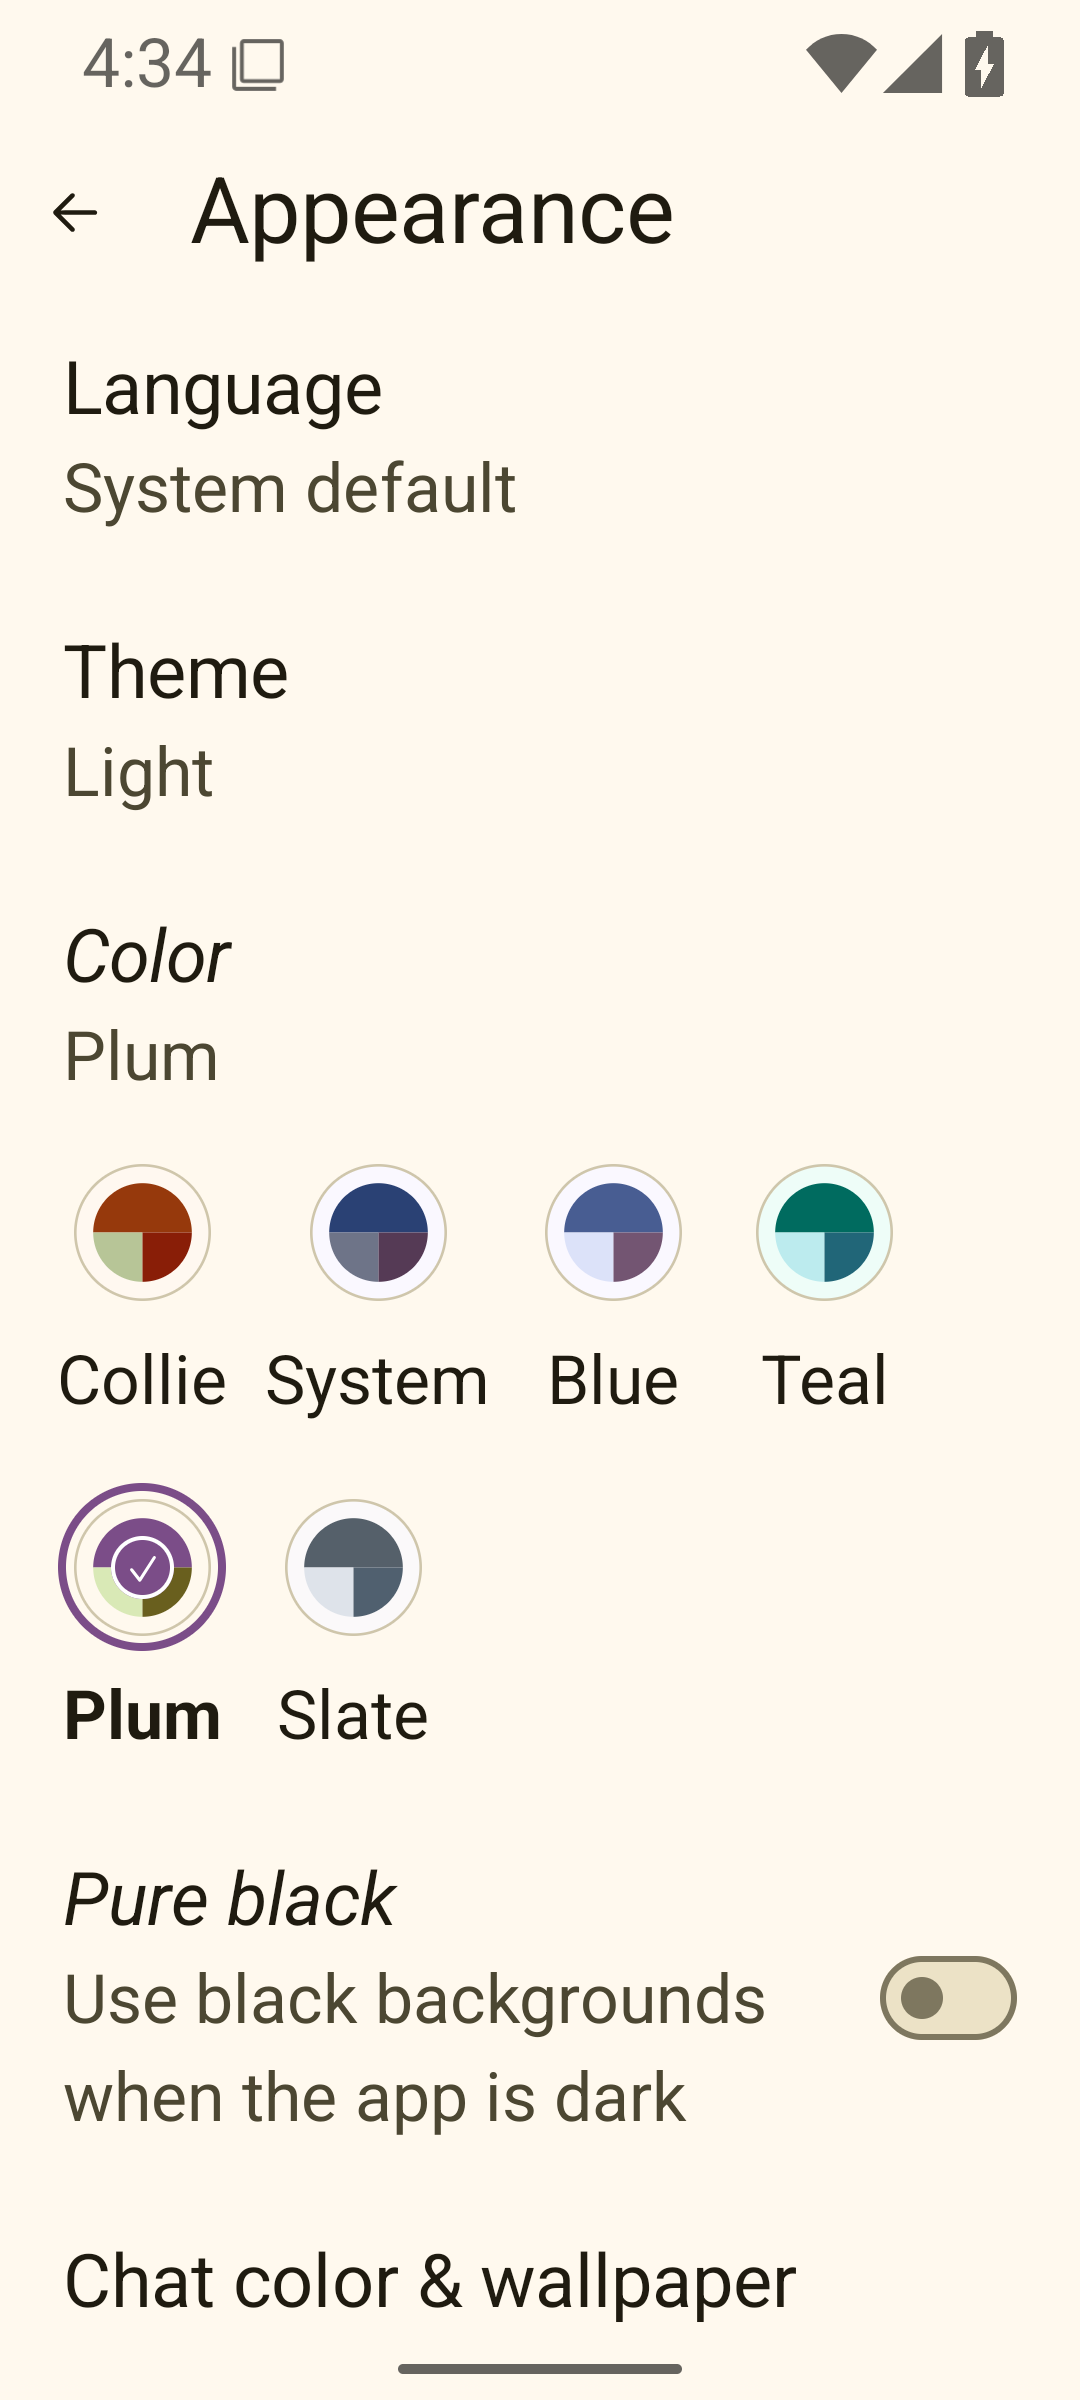 4:34
Appearance
Language
System default
Theme
Light
Color
Plum
Collie System Blue Teal
Plum Slate
Pure black
Use black backgrounds
when the app is dark
Chat color & wallpaper